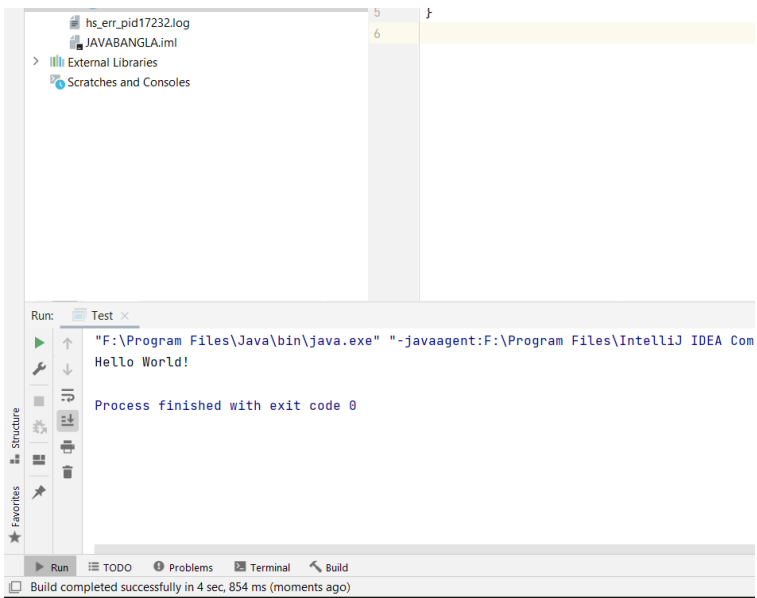 hs_err_pid17232.log
JAVABANGLA.iml
External Libraries
Scratches and Consoles
5 }
6
Run: Test
"F:\Program Files\Java\bin\java.exe" "-javaagent:F:\Program Files\IntelliJ IDEA Com
Hello World!
Process finished with exit code 0
Structure
Favorites
Run TODO Problems Terminal Build
Build completed successfully in 4 sec, 854 ms (moments ago)